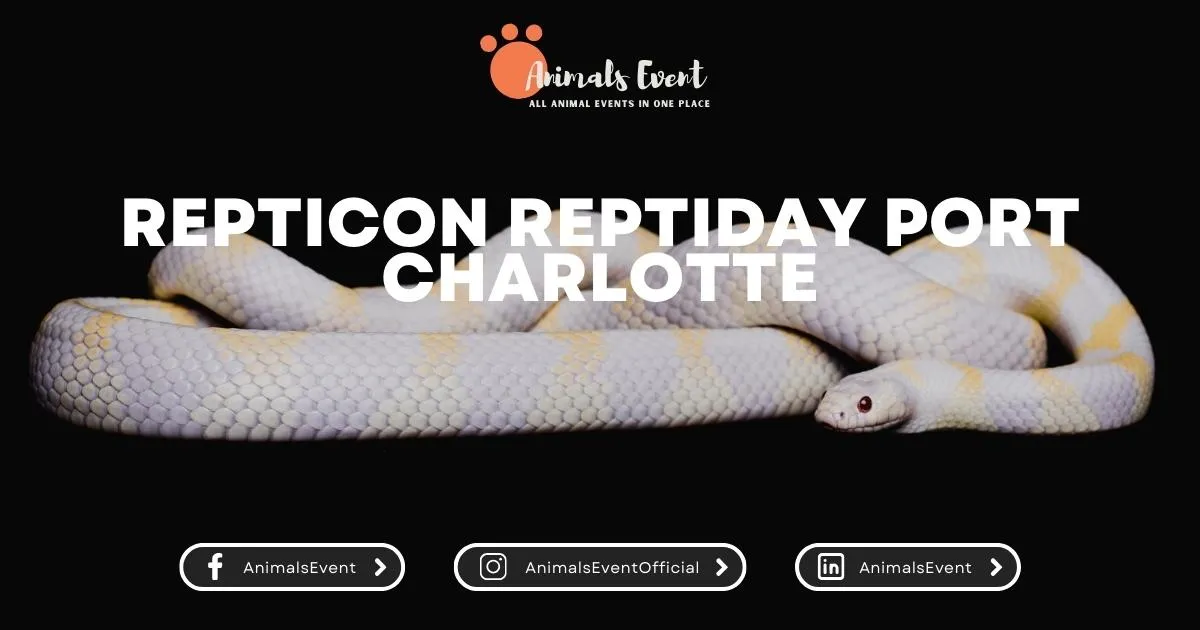 Animals Event
ALL ANIMAL EVENTS IN ONE PLACE
REPTICON REPTIDAY PORT
CHARLOTTE
AnimalsEvent
AnimalsEventOfficial
AnimalsEvent